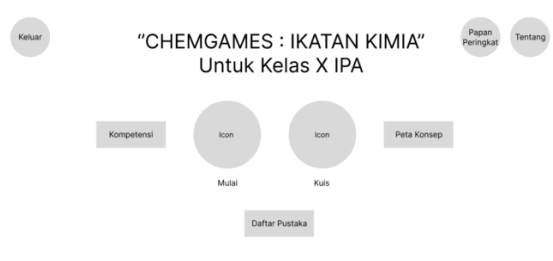 Keluar
‘’CHEMGAMES : IKATAN KIMIA”
Untuk Kelas X IPA
Papan
Peringkat
Tentang
Kompetensi
Icon
Icon
Peta Konsep
Mulai
Kuis
Daftar Pustaka